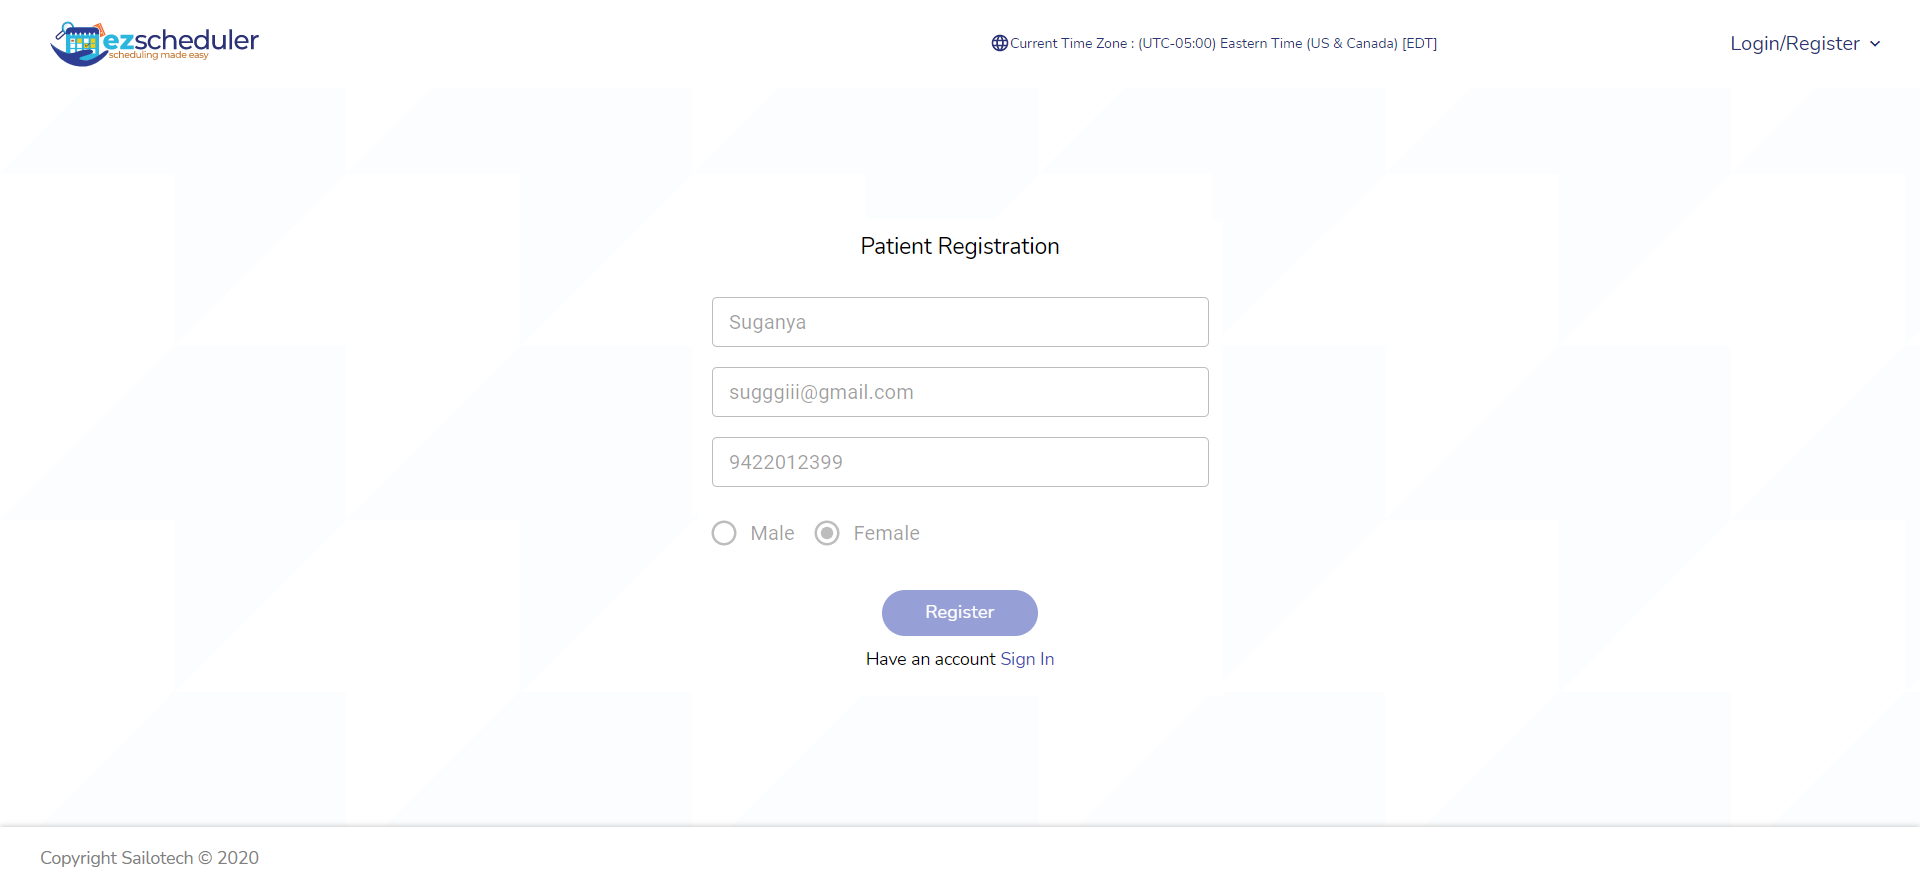 ezscheduler
scheduling made easy
Current Time Zone : (UTC-05:00) Eastern Time (US & Canada) [EDT]
Login/Register
Patient Registration
Suganya
sugggiii@gmail.com
9422012399
Male Female
Register
Have an account Sign In
Copyright Sailotech © 2020